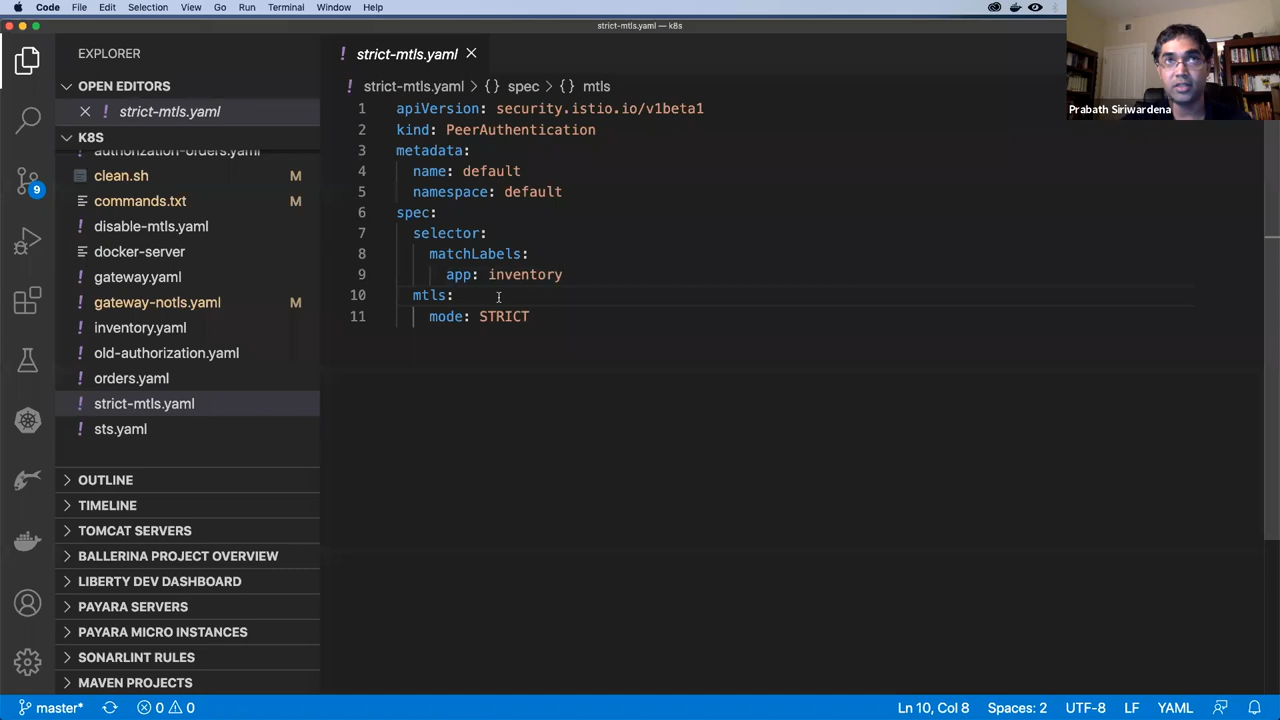 Code File Edit Selection View Go Run Terminal Window Help
strict-mtls.yaml — k8s
Prabath Siriwardena
EXPLORER
OPEN EDITORS
! strict-mtls.yaml
K8S
authorization-orders.yaml
clean.sh M
commands.txt M
! disable-mtls.yaml
docker-server
! gateway.yaml
! gateway-notls.yaml M
! inventory.yaml
! old-authorization.yaml
! orders.yaml
! strict-mtls.yaml
! sts.yaml
OUTLINE
TIMELINE
TOMCAT SERVERS
BALLERINA PROJECT OVERVIEW
LIBERTY DEV DASHBOARD
PAYARA SERVERS
PAYARA MICRO INSTANCES
SONARLINT RULES
MAVEN PROJECTS
9
! strict-mtls.yaml
! strict-mtls.yaml > {} spec > {} mtls
1 apiVersion: security.istio.io/v1beta1
2 kind: PeerAuthentication
3 metadata:
4 name: default
5 namespace: default
6 spec:
7 selector:
8 matchLabels:
9 app: inventory
10 mtls:
11 mode: STRICT
master* 0 0 Ln 10, Col 8 Spaces: 2 UTF-8 LF YAML